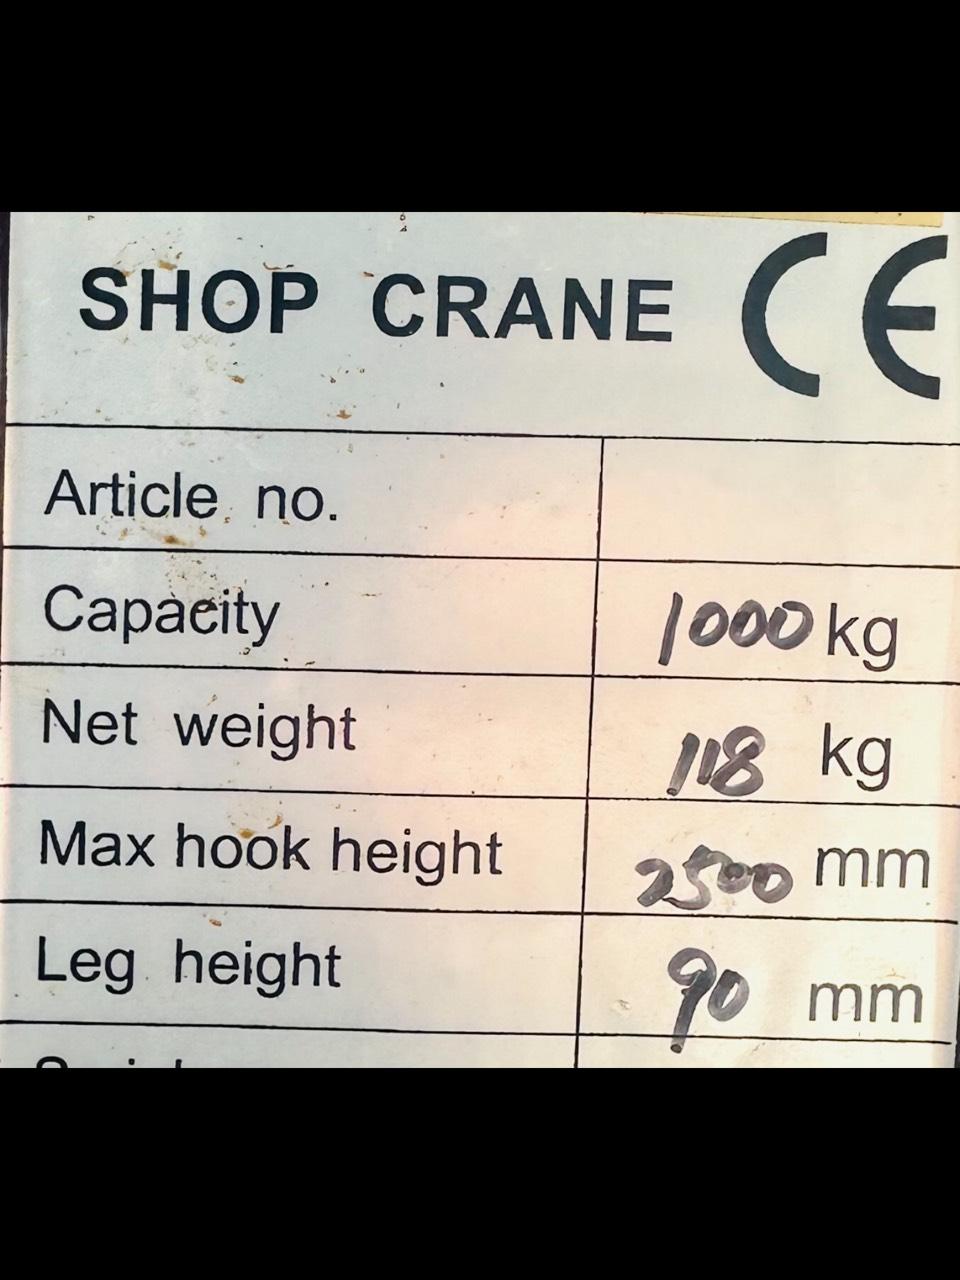 SHOP CRANE CE
Article no.
Capacity 1000 kg
Net weight 118 kg
Max hook height 2500 mm
Leg height 90 mm